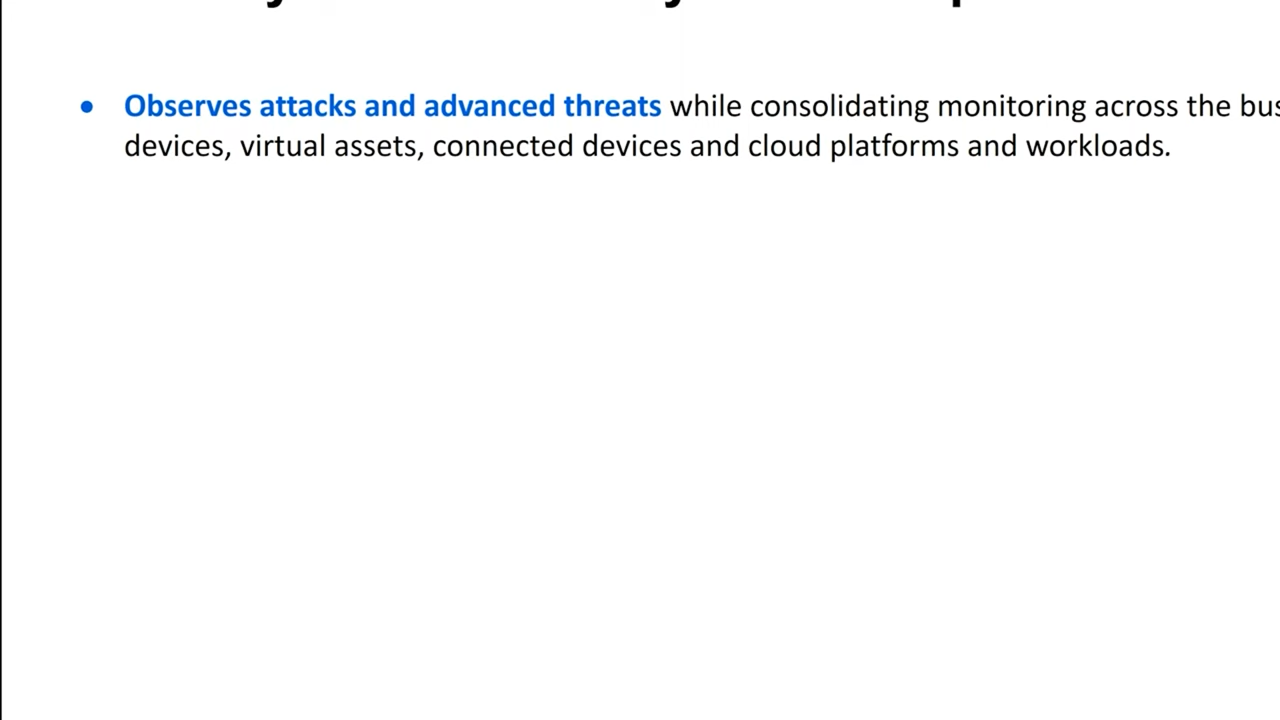 Observes attacks and advanced threats while consolidating monitoring across the
devices, virtual assets, connected devices and cloud platforms and workloads.